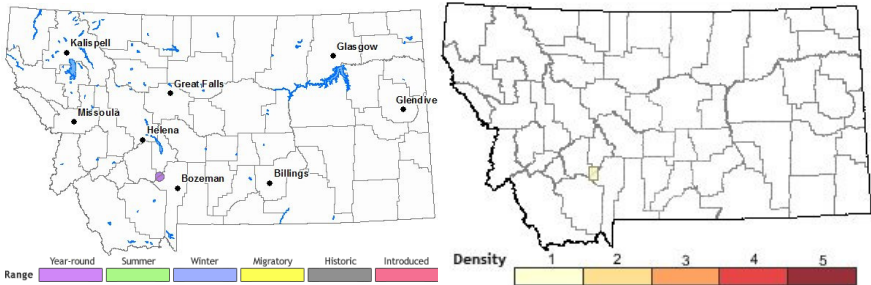 Kalispell
Glasgow
Great Falls
Glendive
Missoula
Helena
Bozeman
Billings
Year-round Summer Winter Migratory Historic Introduced
Range
Density
1 2 3 4 5